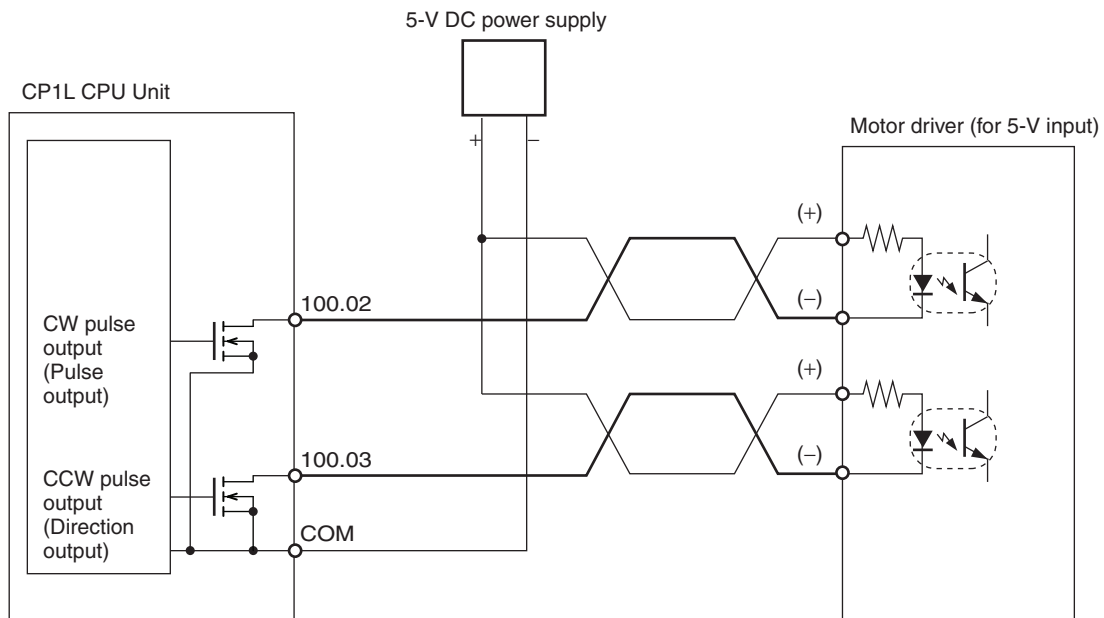 5-V DC power supply
CP1L CPU Unit
+
−
Motor driver (for 5-V input)
(+)
(−)
100.02
CW pulse
output
(Pulse
output)
(+)
(−)
100.03
CCW pulse
output
(Direction
output)
COM